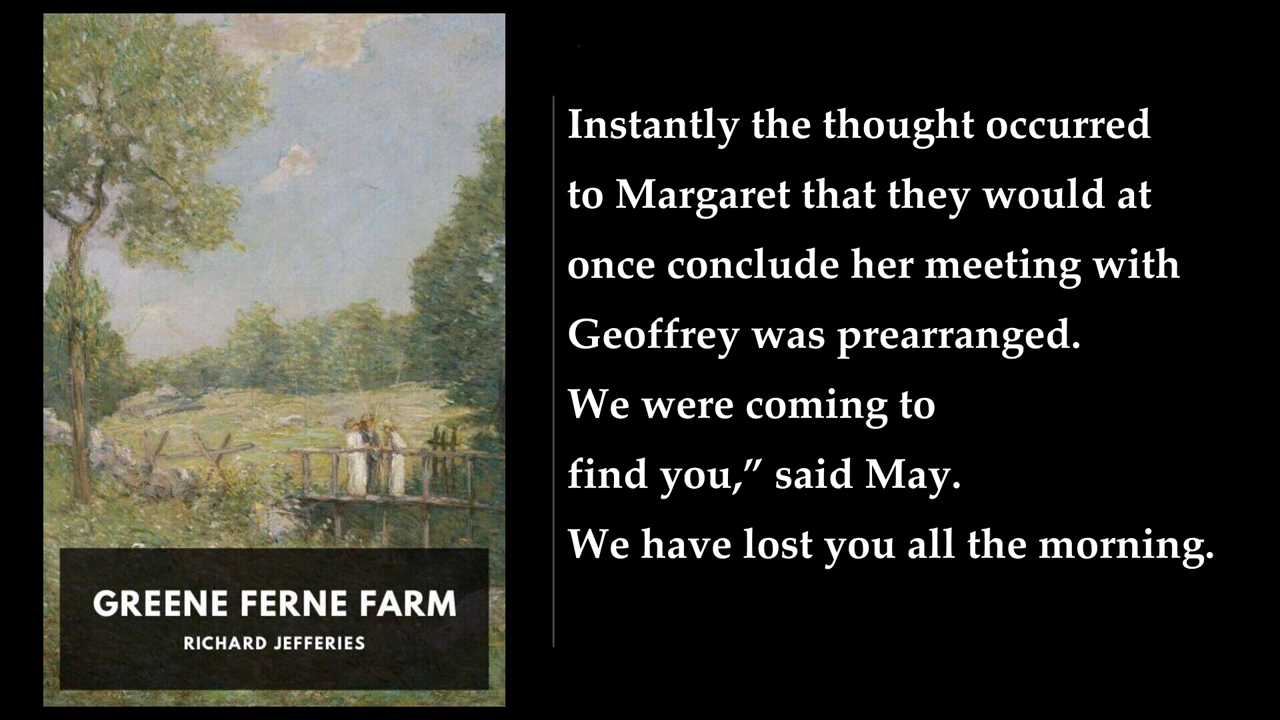 GREENE FERNE FARM
RICHARD JEFFERIES
Instantly the thought occurred
to Margaret that they would at
once conclude her meeting with
Geoffrey was prearranged.
We were coming to
find you,” said May.
We have lost you all the morning.